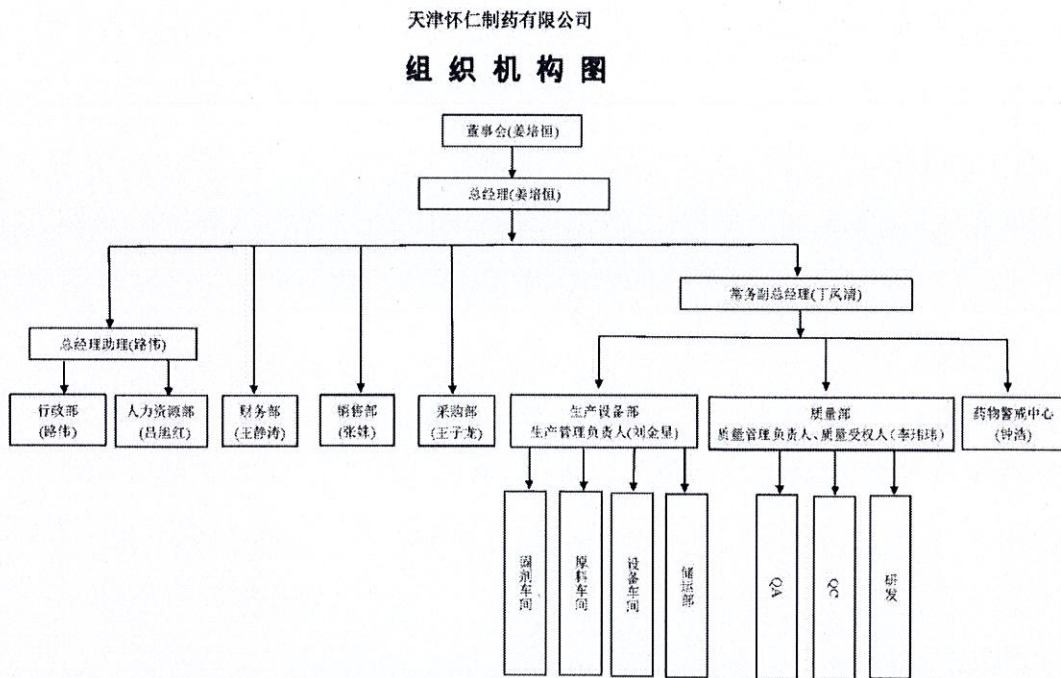 天津怀仁制药有限公司
组织机构图
董事会(姜培恒)
总经理(姜培恒)
常务副总经理(丁凤清)
总经理助理(路伟)
行政部
(路伟)
人力资源部
(吕旭红)
财务部
(王静涛)
销售部
(张姝)
采购部
(王子龙)
生产设备部
生产管理负责人(刘金星)
质量部
质量管理负责人、质量受权人(李玮玮)
药物警戒中心
(钟浩)
固剂车间
原料车间
设备车间
储运部
QA
QC
研发